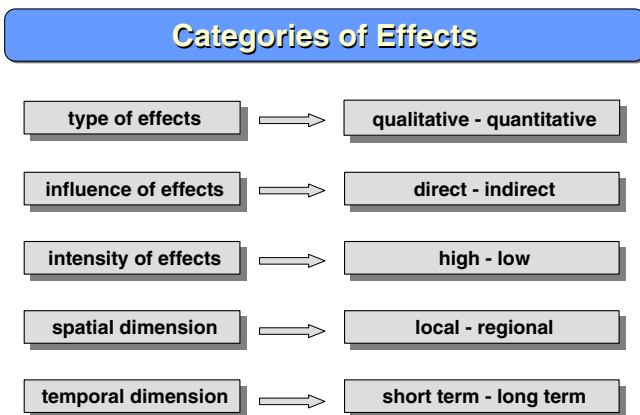 Categories of Effects
type of effects
qualitative - quantitative
influence of effects
direct - indirect
intensity of effects
high - low
spatial dimension
local - regional
temporal dimension
short term - long term